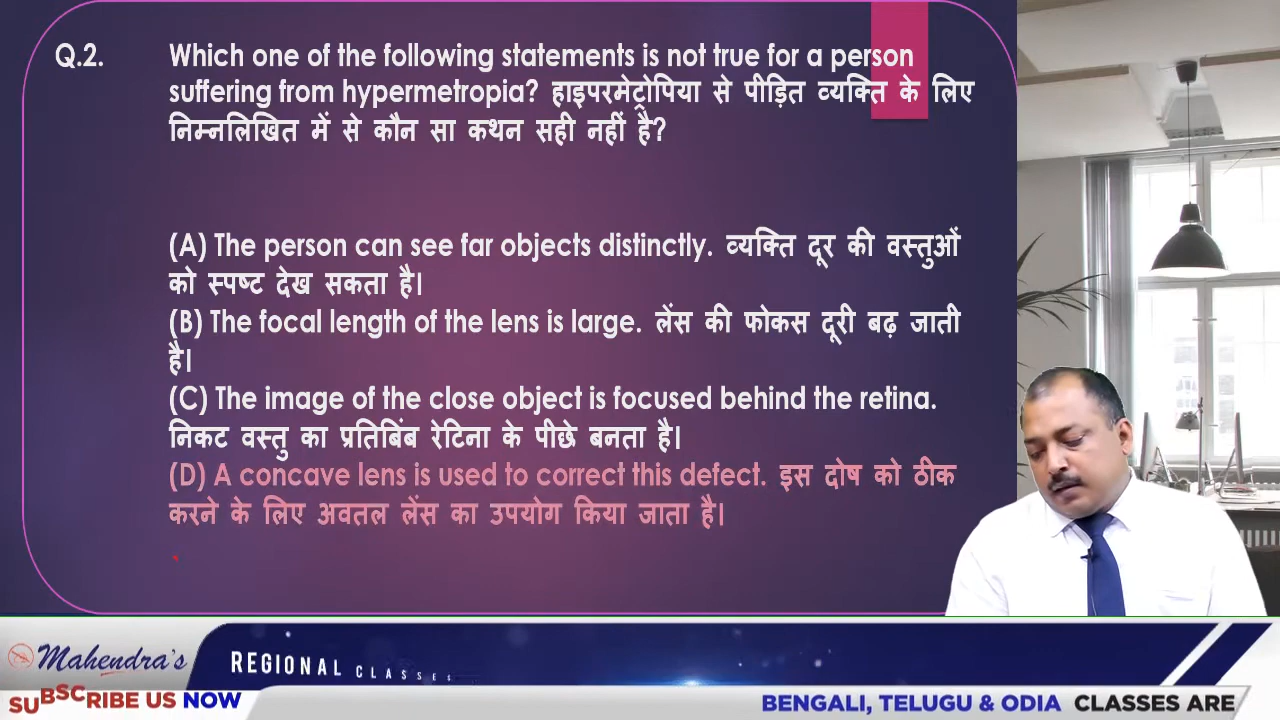 Q.2. Which one of the following statements is not true for a person
suffering from hypermetropia? हाइपरमेट्रोपिया से पीड़ित व्यक्ति के लिए
निम्नलिखित में से कौन सा कथन सही नहीं है?
(A) The person can see far objects distinctly. व्यक्ति दूर की वस्तुओं
को स्पष्ट देख सकता है।
(B) The focal length of the lens is large. लेंस की फोकस दूरी बढ़ जाती
है।
(C) The image of the close object is focused behind the retina.
निकट वस्तु का प्रतिबिंब रेटिना के पीछे बनता है।
(D) A concave lens is used to correct this defect. इस दोष को ठीक
करने के लिए अवतल लेंस का उपयोग किया जाता है।
Mahendra's
REGIONAL CLASSES
SUBSCRIBE US NOW
BENGALI, TELUGU & ODIA CLASSES ARE